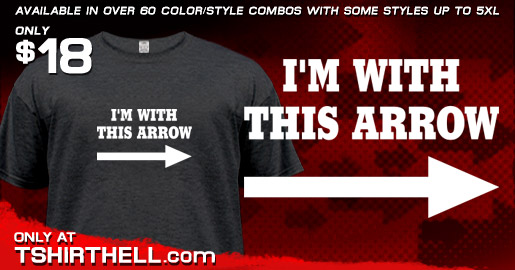 AVAILABLE IN OVER 60 COLOR/STYLE COMBOS WITH SOME STYLES UP TO 5XL
ONLY
$18
I'M WITH
THIS ARROW
I'M WITH
THIS ARROW
ONLY AT
TSHIRTHELL.com